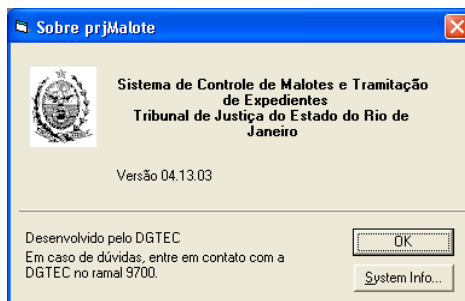 Sobre prjMalote
Sistema de Controle de Malotes e Tramitação
de Expedientes
Tribunal de Justiça do Estado do Rio de
Janeiro
Versão 04.13.03
Desenvolvido pelo DGTEC
Em caso de dúvidas, entre em contato com a
DGTEC no ramal 9700.
OK
System Info...